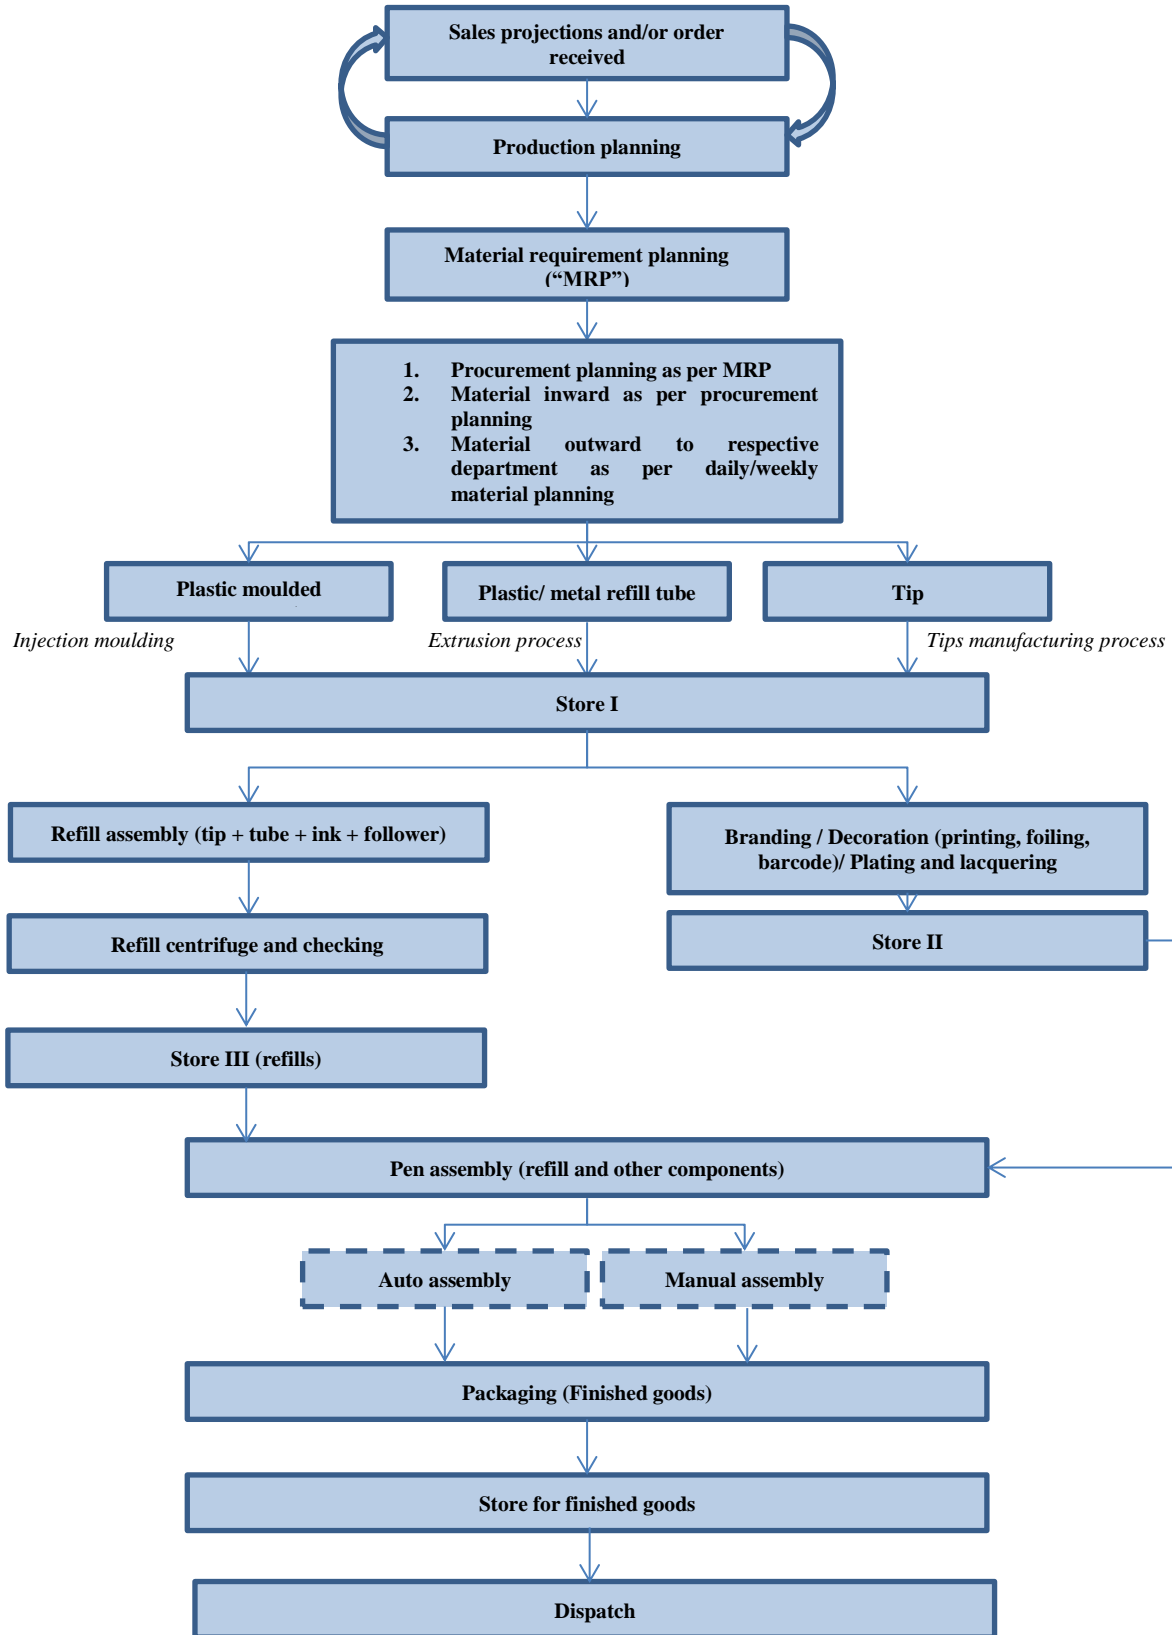 Sales projections and/or order
received
Production planning
Material requirement planning
(“MRP”)
1. Procurement planning as per MRP
2. Material inward as per procurement
planning
3. Material outward to respective
department as per daily/weekly
material planning
Plastic moulded
Plastic/ metal refill tube
Tip
Injection moulding
Extrusion process
Tips manufacturing process
Store I
Refill assembly (tip + tube + ink + follower)
Branding / Decoration (printing, foiling,
barcode)/ Plating and lacquering
Refill centrifuge and checking
Store II
Store III (refills)
Pen assembly (refill and other components)
Auto assembly
Manual assembly
Packaging (Finished goods)
Store for finished goods
Dispatch